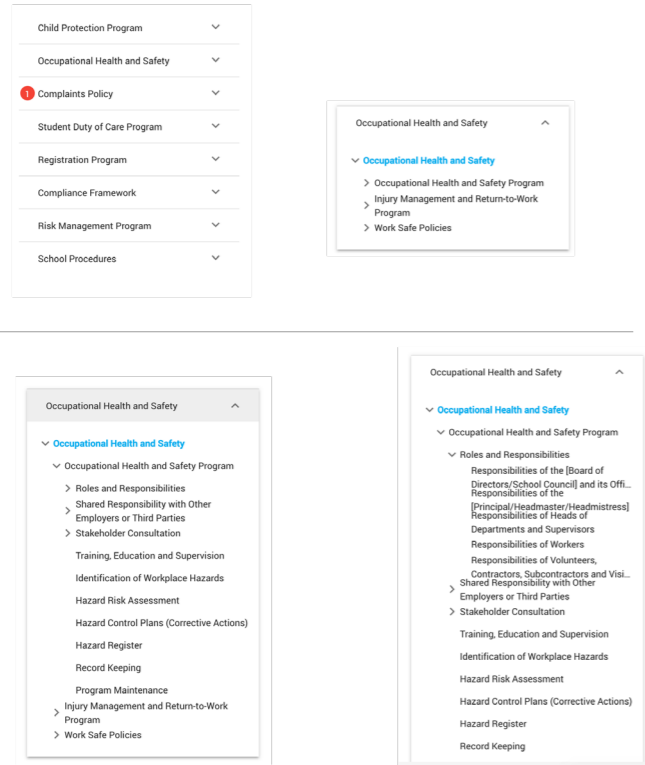 Child Protection Program
Occupational Health and Safety
1 Complaints Policy
Student Duty of Care Program
Registration Program
Compliance Framework
Risk Management Program
School Procedures
Occupational Health and Safety
Occupational Health and Safety
Occupational Health and Safety Program
Injury Management and Return-to-Work
Program
Work Safe Policies
Occupational Health and Safety
Occupational Health and Safety
Occupational Health and Safety Program
Roles and Responsibilities
Shared Responsibility with Other
Employers or Third Parties
Stakeholder Consultation
Training, Education and Supervision
Identification of Workplace Hazards
Hazard Risk Assessment
Hazard Control Plans (Corrective Actions)
Hazard Register
Record Keeping
Program Maintenance
Injury Management and Return-to-Work
Program
Work Safe Policies
Occupational Health and Safety
Occupational Health and Safety
Occupational Health and Safety Program
Roles and Responsibilities
Responsibilities of the [Board of
Directors/School Council] and its Offi...
Responsibilities of the
[Principal/Headmaster/Headmistress]
Responsibilities of Heads of
Departments and Supervisors
Responsibilities of Workers
Responsibilities of Volunteers,
Contractors, Subcontractors and Visi...
Shared Responsibility with Other
Employers or Third Parties
Stakeholder Consultation
Training, Education and Supervision
Identification of Workplace Hazards
Hazard Risk Assessment
Hazard Control Plans (Corrective Actions)
Hazard Register
Record Keeping